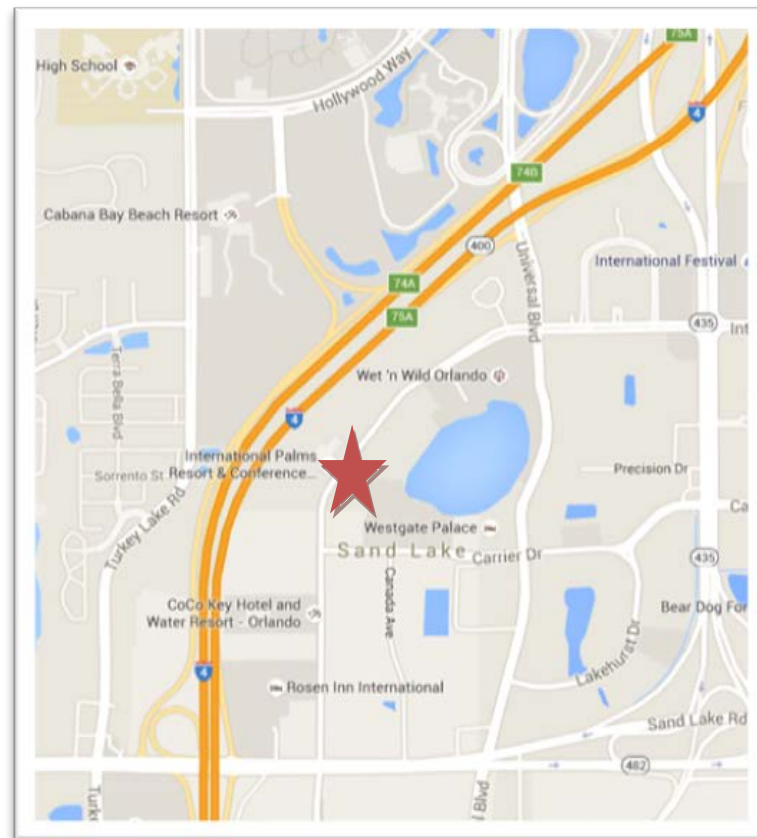 75A
High School
Hollywood Way
4
74B
Cabana Bay Beach Resort
400
International Festival
Universal Blvd
74A
75A
435
Int
Wet 'n Wild Orlando
Terra Bella Blvd
4
International Palms
Resort & Conference...
Sorrento St
Precision Dr
Turkey Lake Rd
Ca
Westgate Palace
Sand Lake
Carrier Dr
435
Canada Ave
CoCo Key Hotel and
Water Resort - Orlando
Bear Dog For
Lakehurst Dr
4
Rosen Inn International
Sand Lake Rd
482
Turke
l Blvd